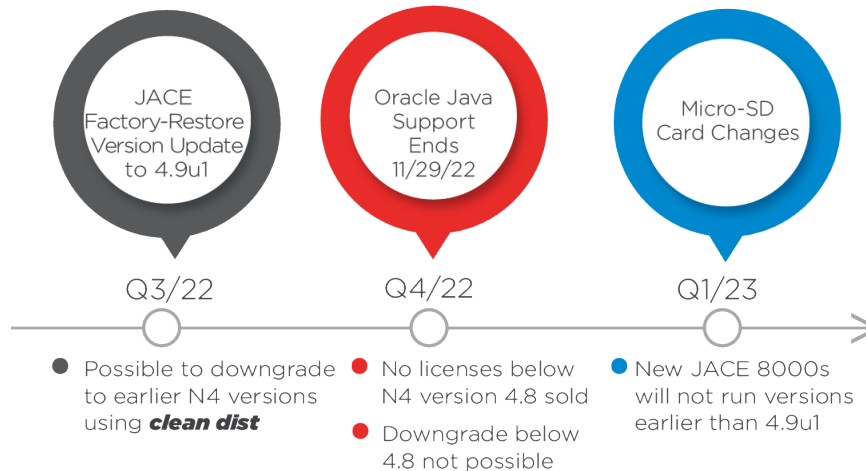 JACE
Factory-Restore
Version Update
to 4.9u1
Oracle Java
Support
Ends
11/29/22
Micro-SD
Card Changes
Q3/22
Q4/22
Q1/23
Possible to downgrade
to earlier N4 versions
using clean dist
No licenses below
N4 version 4.8 sold
Downgrade below
4.8 not possible
New JACE 8000s
will not run versions
earlier than 4.9u1